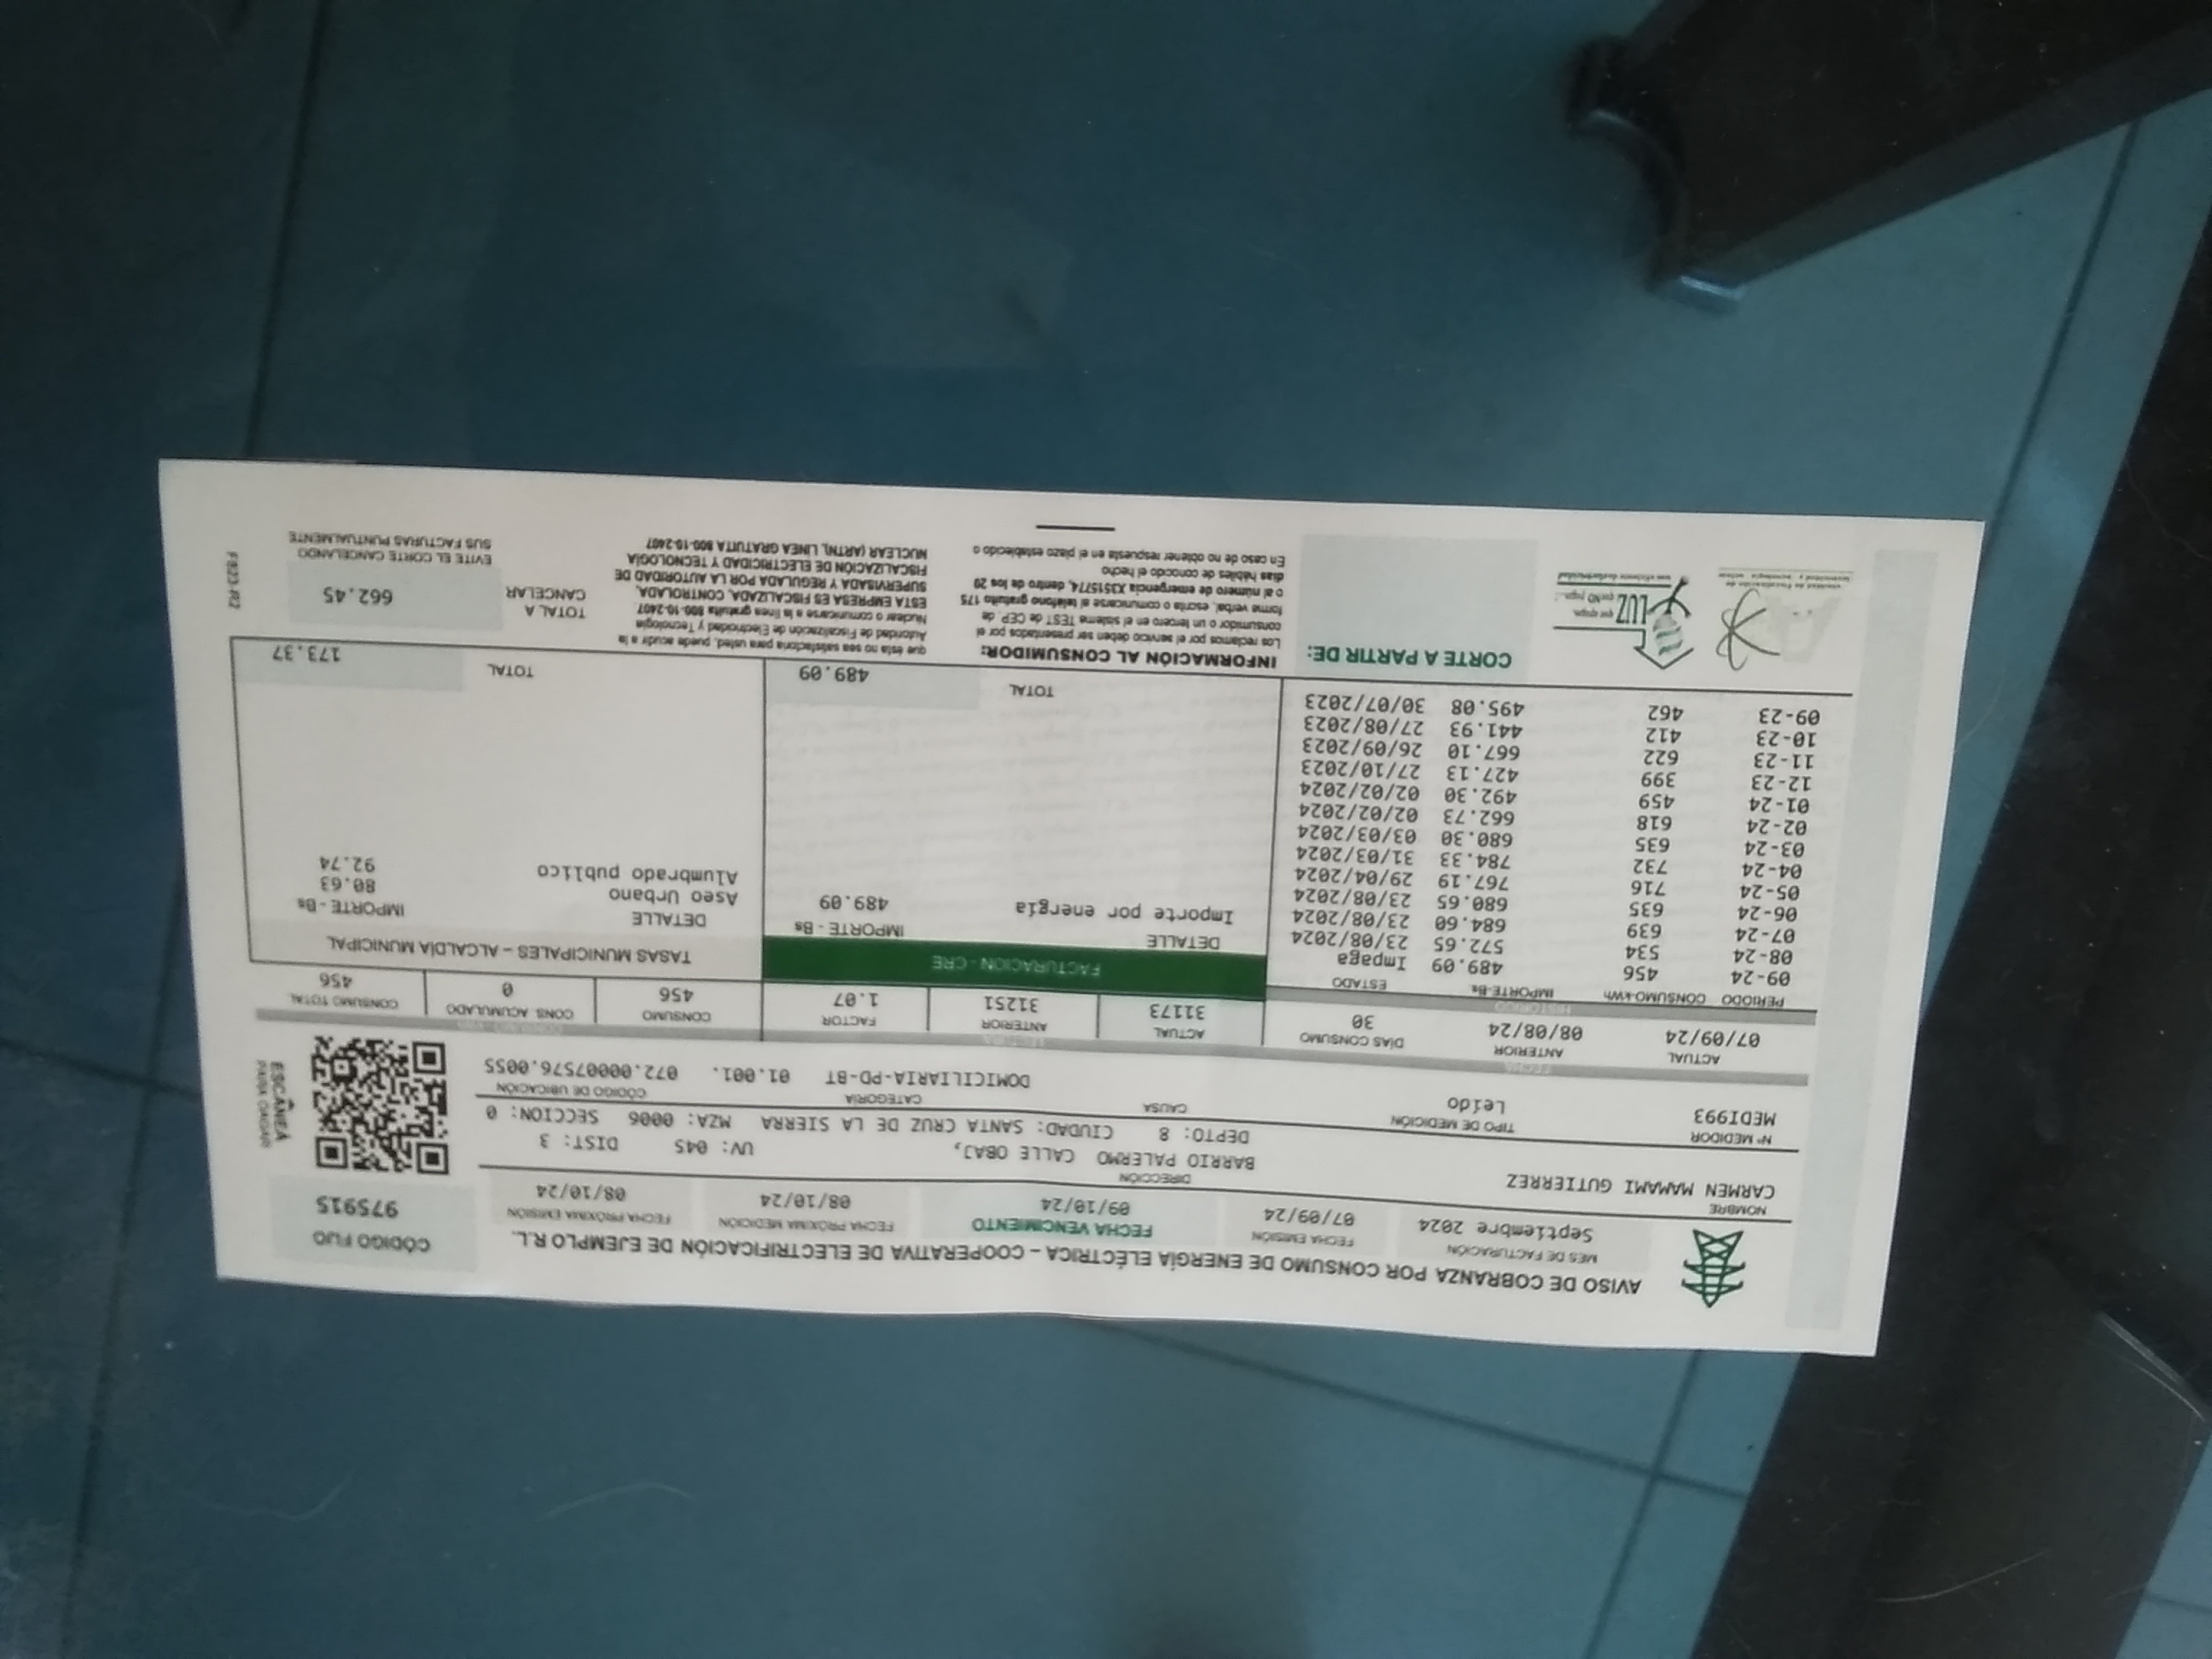 AVISO DE COBRANZA POR CONSUMO DE ENERGÍA ELÉCTRICA – COOPERATIVA DE ELECTRIFICACIÓN DE EJEMPLO R.L.
CÓDIGO FIJO
975915
MES DE FACTURACIÓN
Septiembre 2024
FECHA EMISIÓN
07/09/24
FECHA VENCIMIENTO
09/10/24
FECHA PRÓXIMA MEDICIÓN
08/10/24
FECHA PRÓXIMA EMISIÓN
08/10/24
NOMBRE
CARMEN MAMAMI GUTIERREZ
DIRECCIÓN
BARRIO PALERMO CALLE OBAJ, UV: 045 DIST: 3
DEPTO: 8 CIUDAD: SANTA CRUZ DE LA SIERRA MZA: 0006 SECCION: 0
ESCANEÁ
PARA PAGAR
Nº MEDIDOR
MEDI993
TIPO DE MEDICIÓN
Leído
CAUSA
CATEGORÍA
DOMICILIARIA-PD-BT
CÓDIGO DE UBICACIÓN
01.001. 072.00007576.0055
FECHA
ACTUAL ANTERIOR DÍAS CONSUMO
07/09/24 08/08/24 30
LECTURA
ACTUAL ANTERIOR FACTOR
31173 31251 1.07
CONSUMO - kWh
CONSUMO CONS. ACUMULADO CONSUMO TOTAL
456 0 456
HISTÓRICO
PERIODO CONSUMO-kWh IMPORTE-Bs ESTADO
09-24 456 489.09 Impaga
08-24 534 572.65 23/08/2024
07-24 639 684.60 23/08/2024
06-24 635 680.65 23/08/2024
05-24 716 767.19 29/04/2024
04-24 732 784.33 31/03/2024
03-24 635 680.30 03/03/2024
02-24 618 662.73 02/02/2024
01-24 459 492.30 02/02/2024
12-23 399 427.13 27/10/2023
11-23 622 667.10 26/09/2023
10-23 412 441.93 27/08/2023
09-23 462 495.08 30/07/2023
FACTURACIÓN - CRE
DETALLE IMPORTE - Bs
Importe por energía 489.09
TOTAL 489.09
TASAS MUNICIPALES – ALCALDÍA MUNICIPAL
DETALLE IMPORTE - Bs
Aseo Urbano 80.63
Alumbrado publico 92.74
TOTAL 173.37
LUZ
CORTE A PARTIR DE:
INFORMACIÓN AL CONSUMIDOR:
Los reclamos por el servicio deben ser presentados por el
consumidor o un tercero en el sistema TEST de CEP de
forma verbal, escrita o comunicarse al teléfono gratuito 175
o al número de emergencia X3515774, dentro de los 20
días hábiles de conocido el hecho
En caso de no obtener respuesta en el plazo establecido o
que ésta no sea satisfactoria para usted, puede acudir a la
Autoridad de Fiscalización de Electricidad y Tecnología
Nuclear o comunicarse a la línea gratuita 800-10-2407
ESTA EMPRESA ES FISCALIZADA, CONTROLADA,
SUPERVISADA Y REGULADA POR LA AUTORIDAD DE
FISCALIZACIÓN DE ELECTRICIDAD Y TECNOLOGÍA
NUCLEAR (ARTN), LÍNEA GRATUITA 800-10-2407
TOTAL A
CANCELAR
662.45
EVITE EL CORTE CANCELANDO
SUS FACTURAS PUNTUALMENTE
F823-R2